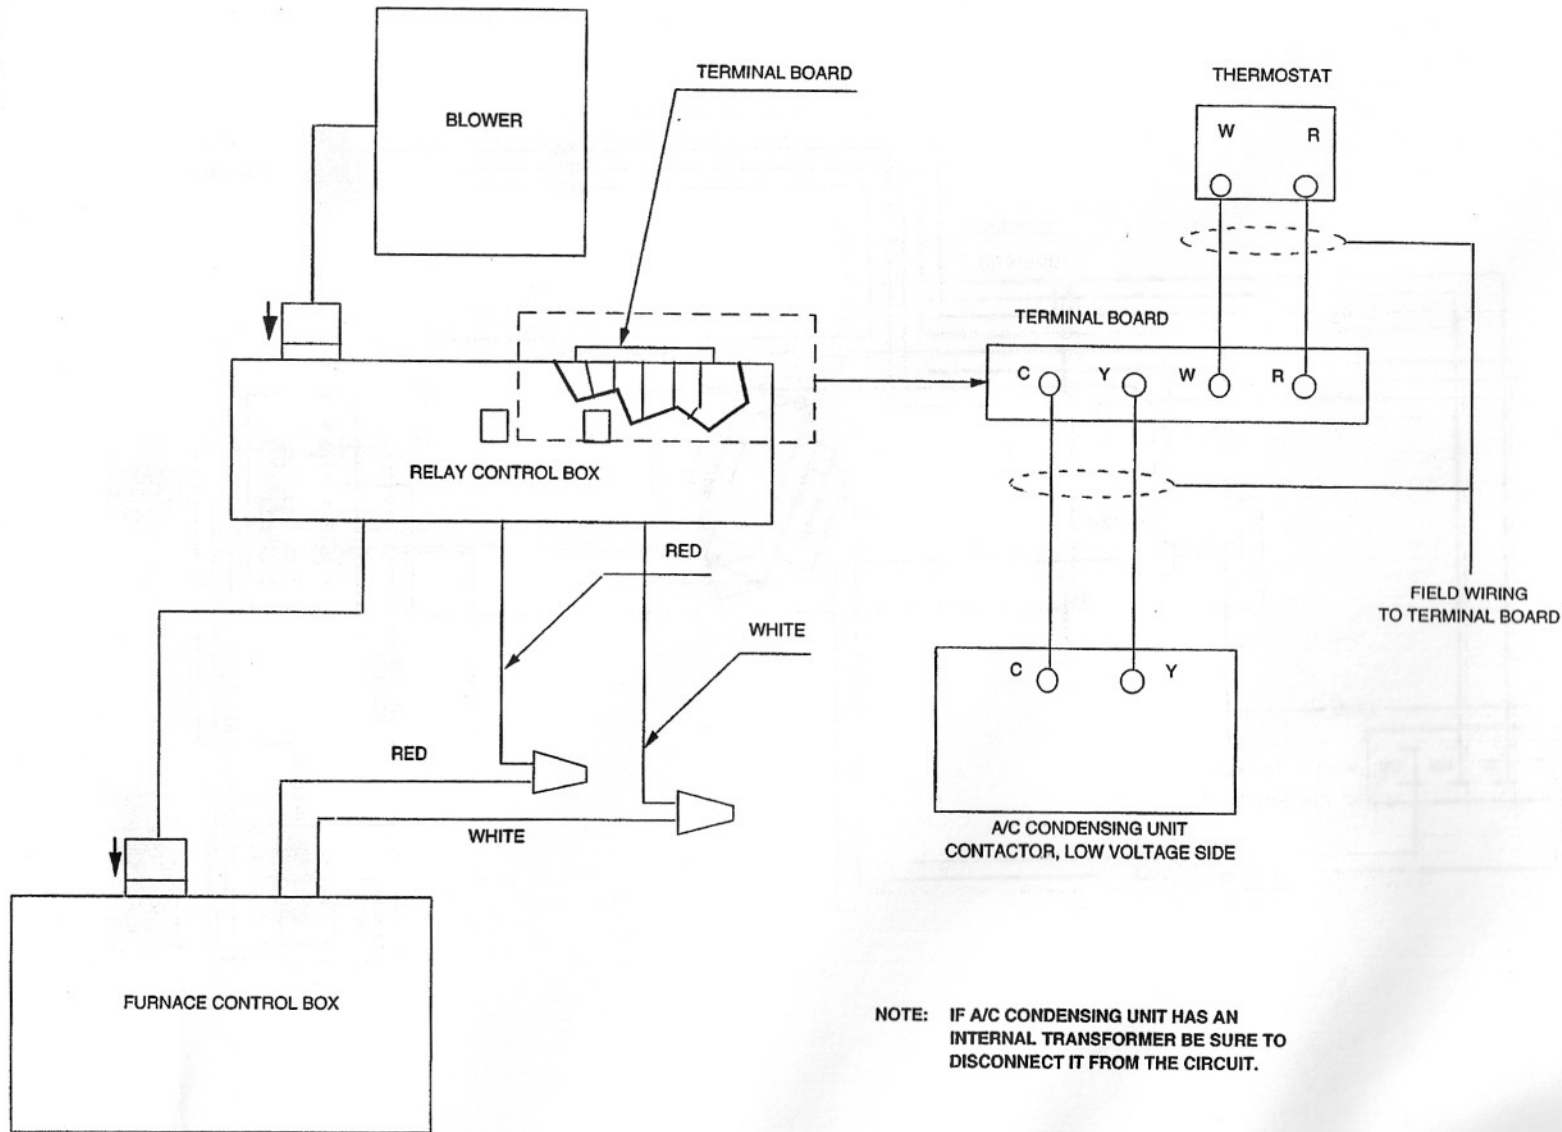 TERMINAL BOARD
BLOWER
THERMOSTAT
W R
TERMINAL BOARD
C Y W R
RELAY CONTROL BOX
RED
WHITE
FIELD WIRING
TO TERMINAL BOARD
C Y
RED
WHITE
A/C CONDENSING UNIT
CONTACTOR, LOW VOLTAGE SIDE
FURNACE CONTROL BOX
NOTE: IF A/C CONDENSING UNIT HAS AN
INTERNAL TRANSFORMER BE SURE TO
DISCONNECT IT FROM THE CIRCUIT.